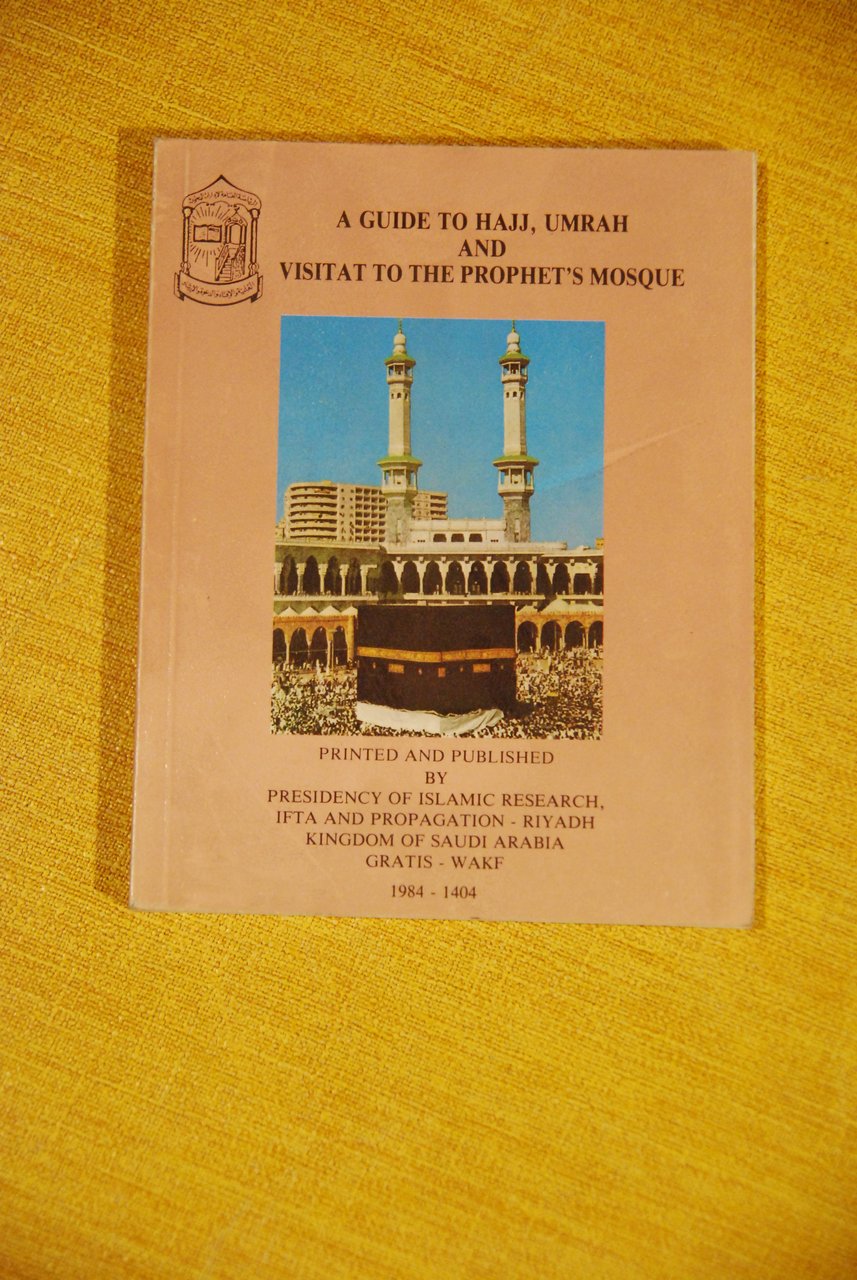 A GUIDE TO HAJJ, UMRAH
AND
VISITAT TO THE PROPHET'S MOSQUE
PRINTED AND PUBLISHED
BY
PRESIDENCY OF ISLAMIC RESEARCH,
IFTA AND PROPAGATION - RIYADH
KINGDOM OF SAUDI ARABIA
GRATIS - WAKF
1984 - 1404